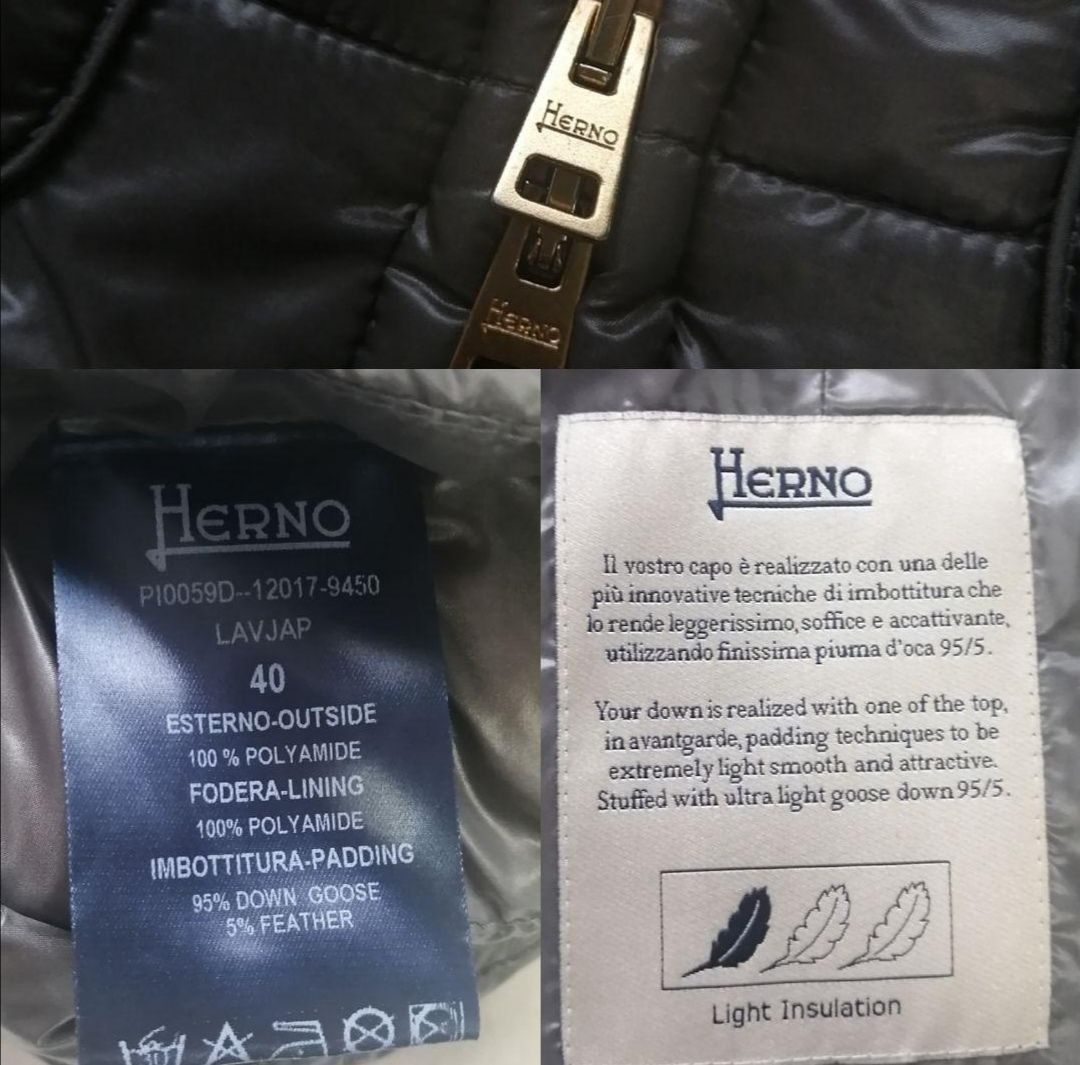 HERNO
HERNO
HERNO
PI0059D--12017-9450
LAVJAP
40
ESTERNO-OUTSIDE
100 % POLYAMIDE
FODERA-LINING
100% POLYAMIDE
IMBOTTITURA-PADDING
95% DOWN GOOSE
5% FEATHER
HERNO
Il vostro capo è realizzato con una delle
più innovative tecniche di imbottitura che
lo rende leggerissimo, soffice e accattivante,
utilizzando finissima piuma d'oca 95/5.
Your down is realized with one of the top,
in avantgarde, padding techniques to be
extremely light smooth and attractive.
Stuffed with ultra light goose down 95/5.
Light Insulation